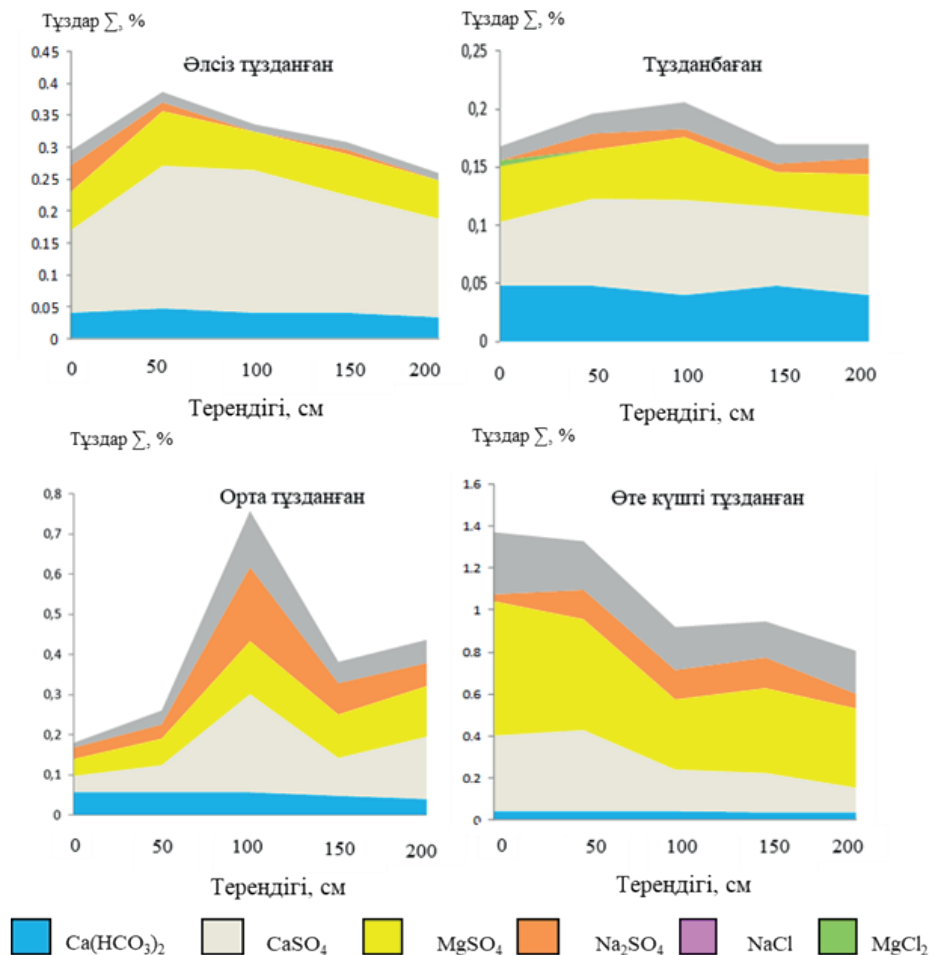 Тұздар ∑, %
Әлсіз тұзданған
0.45
0.4
0.35
0.3
0.25
0.2
0.15
0.1
0.05
0
0 50 100 150 200
Тереңдігі, см
Тұздар ∑, %
Тұзданбаған
0,25
0,2
0,15
0,1
0,05
0
0 50 100 150 200
Тереңдігі, см
Тұздар ∑, %
Орта тұзданған
0,8
0,7
0,6
0,5
0,4
0,3
0,2
0,1
0
0 50 100 150 200
Тереңдігі, см
Тұздар ∑, %
Өте күшті тұзданған
1.6
1.4
1.2
1
0.8
0.6
0.4
0.2
0
0 50 100 150 200
Тереңдігі, см
Ca(HCO₃)₂ CaSO₄ MgSO₄ Na₂SO₄ NaCl MgCl₂